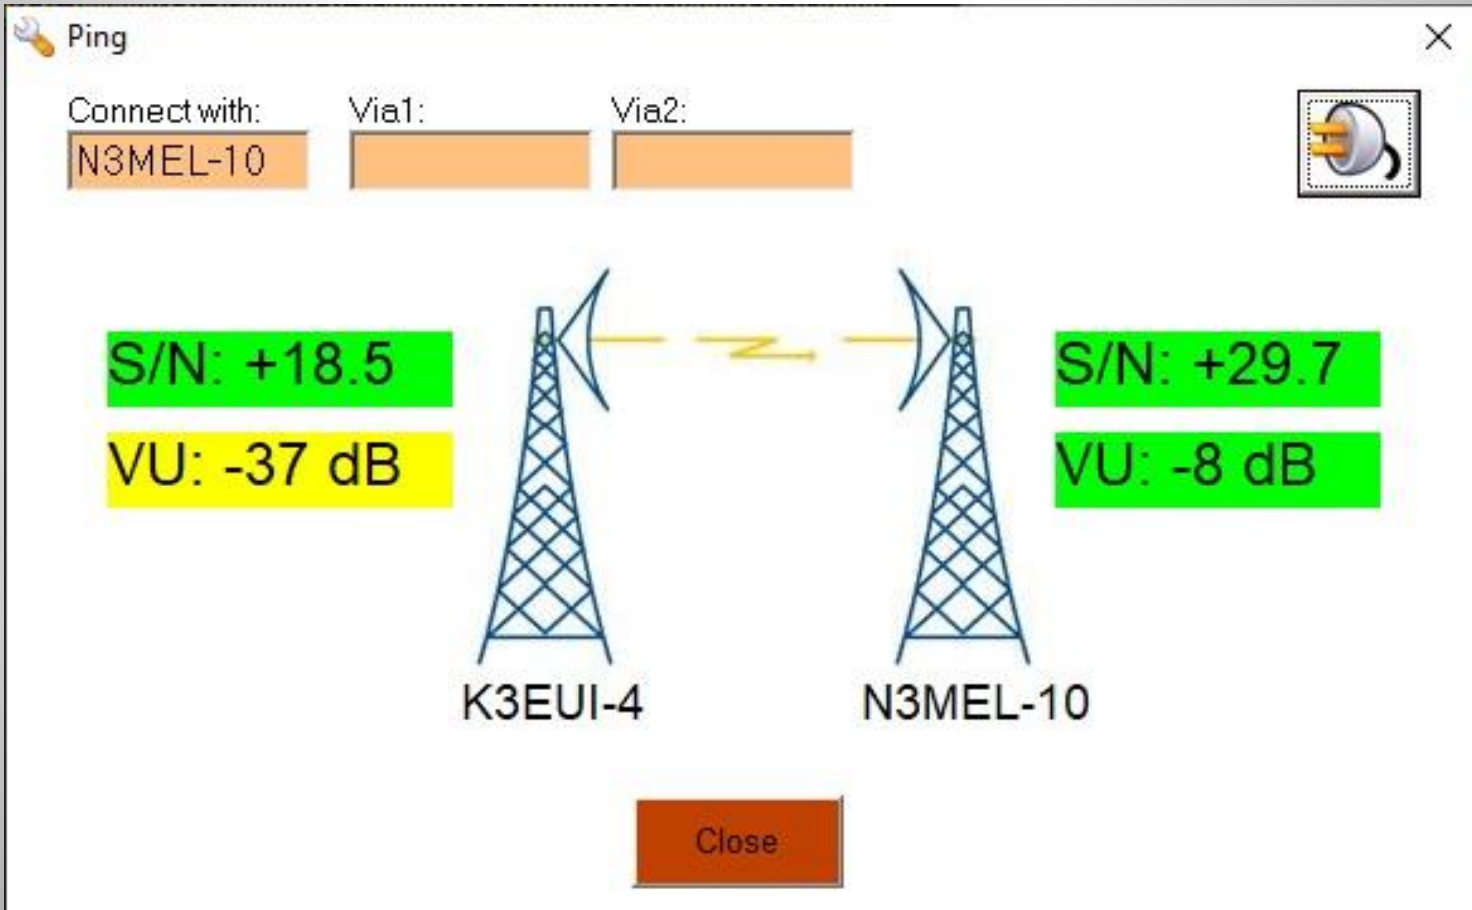 Ping
Connect with: Via1: Via2:
N3MEL-10
S/N: +18.5 S/N: +29.7
VU: -37 dB VU: -8 dB
K3EUI-4 N3MEL-10
Close